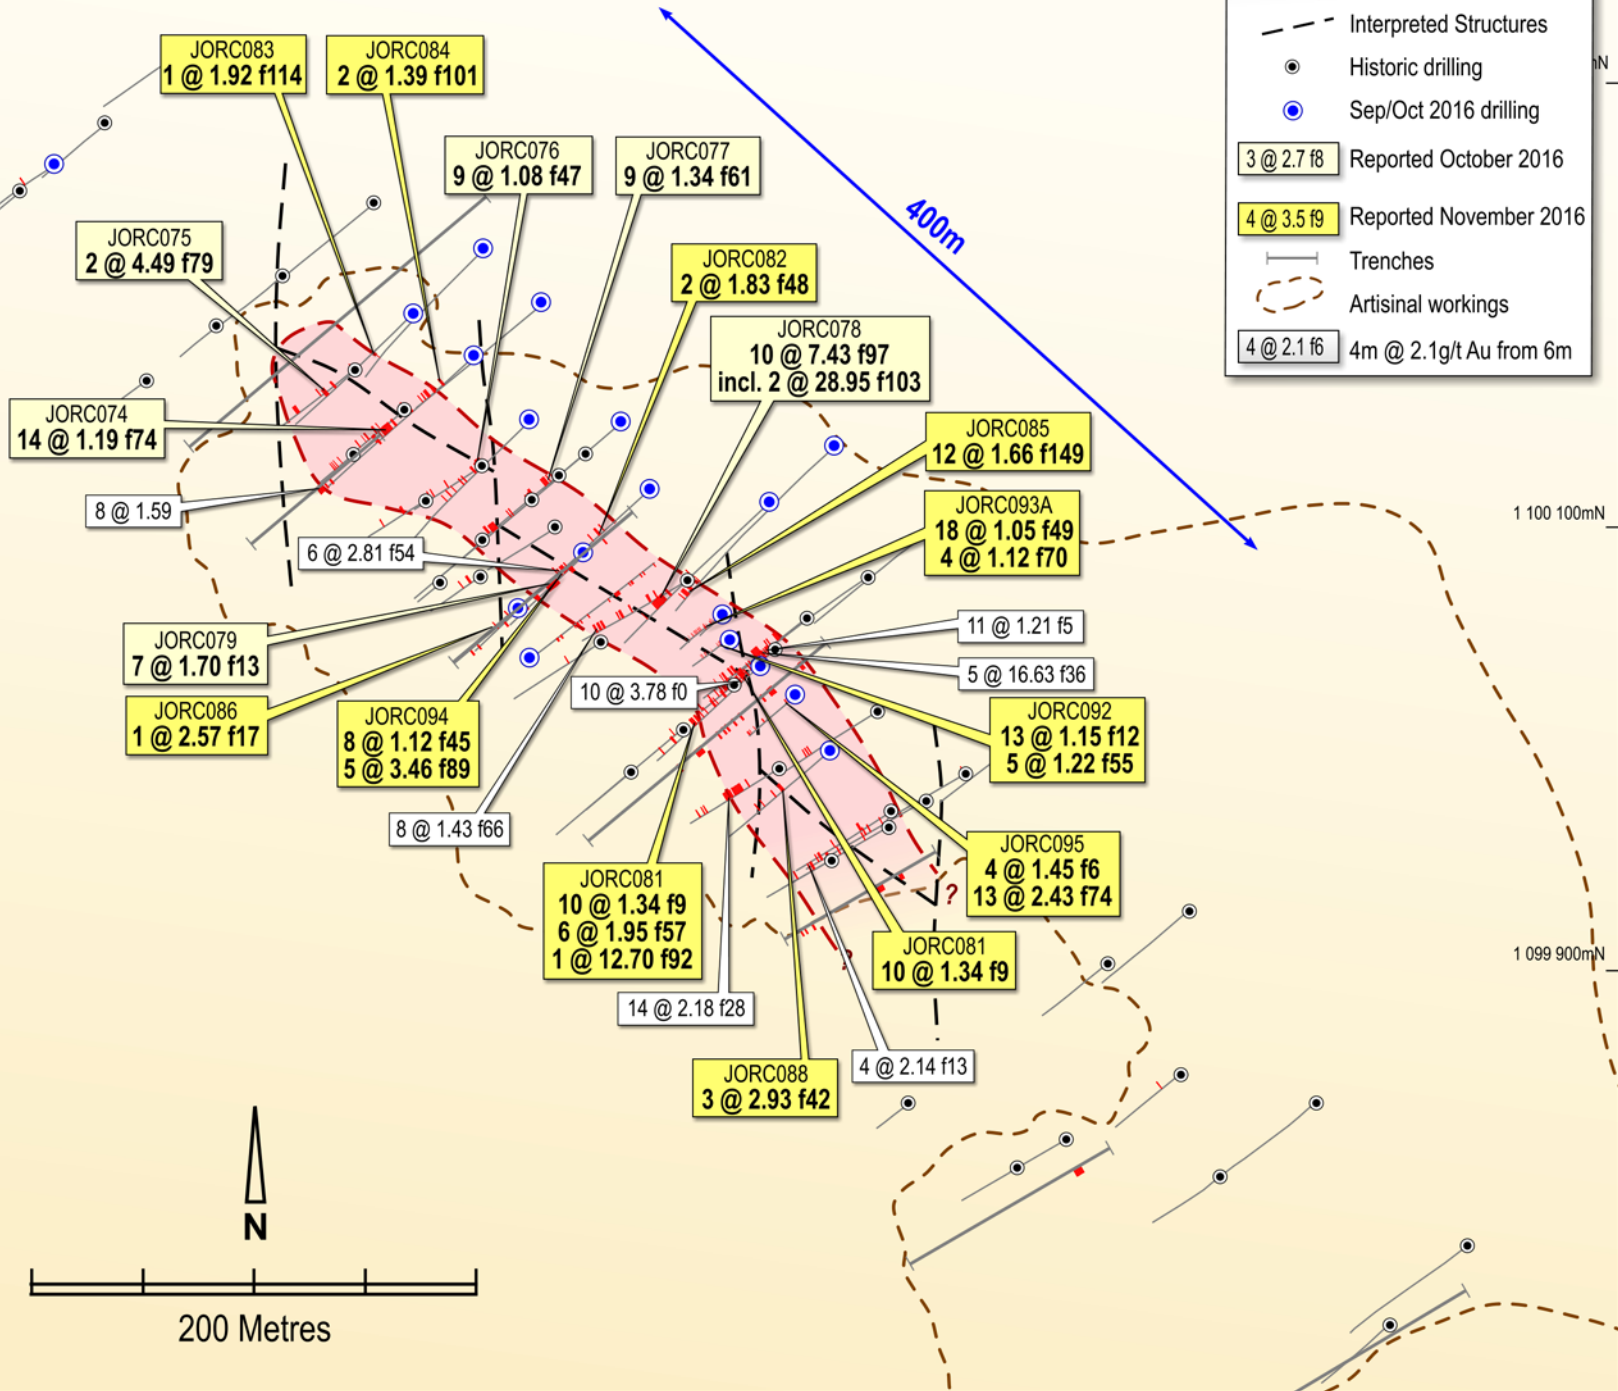 Interpreted Structures
Historic drilling
Sep/Oct 2016 drilling
3 @ 2.7 f8
Reported October 2016
4 @ 3.5 f9
Reported November 2016
Trenches
Artisinal workings
4 @ 2.1 f6
4m @ 2.1g/t Au from 6m
JORC083
1 @ 1.92 f114
JORC084
2 @ 1.39 f101
JORC076
9 @ 1.08 f47
JORC077
9 @ 1.34 f61
400m
JORC075
2 @ 4.49 f79
JORC082
2 @ 1.83 f48
JORC078
10 @ 7.43 f97
incl. 2 @ 28.95 f103
JORC074
14 @ 1.19 f74
JORC085
12 @ 1.66 f149
8 @ 1.59
JORC093A
18 @ 1.05 f49
4 @ 1.12 f70
1 100 100mN
6 @ 2.81 f54
JORC079
7 @ 1.70 f13
11 @ 1.21 f5
5 @ 16.63 f36
10 @ 3.78 f0
JORC086
1 @ 2.57 f17
JORC094
8 @ 1.12 f45
5 @ 3.46 f89
JORC092
13 @ 1.15 f12
5 @ 1.22 f55
8 @ 1.43 f66
JORC095
4 @ 1.45 f6
13 @ 2.43 f74
?
JORC081
10 @ 1.34 f9
6 @ 1.95 f57
1 @ 12.70 f92
JORC081
10 @ 1.34 f9
?
1 099 900mN
14 @ 2.18 f28
4 @ 2.14 f13
JORC088
3 @ 2.93 f42
N
200 Metres